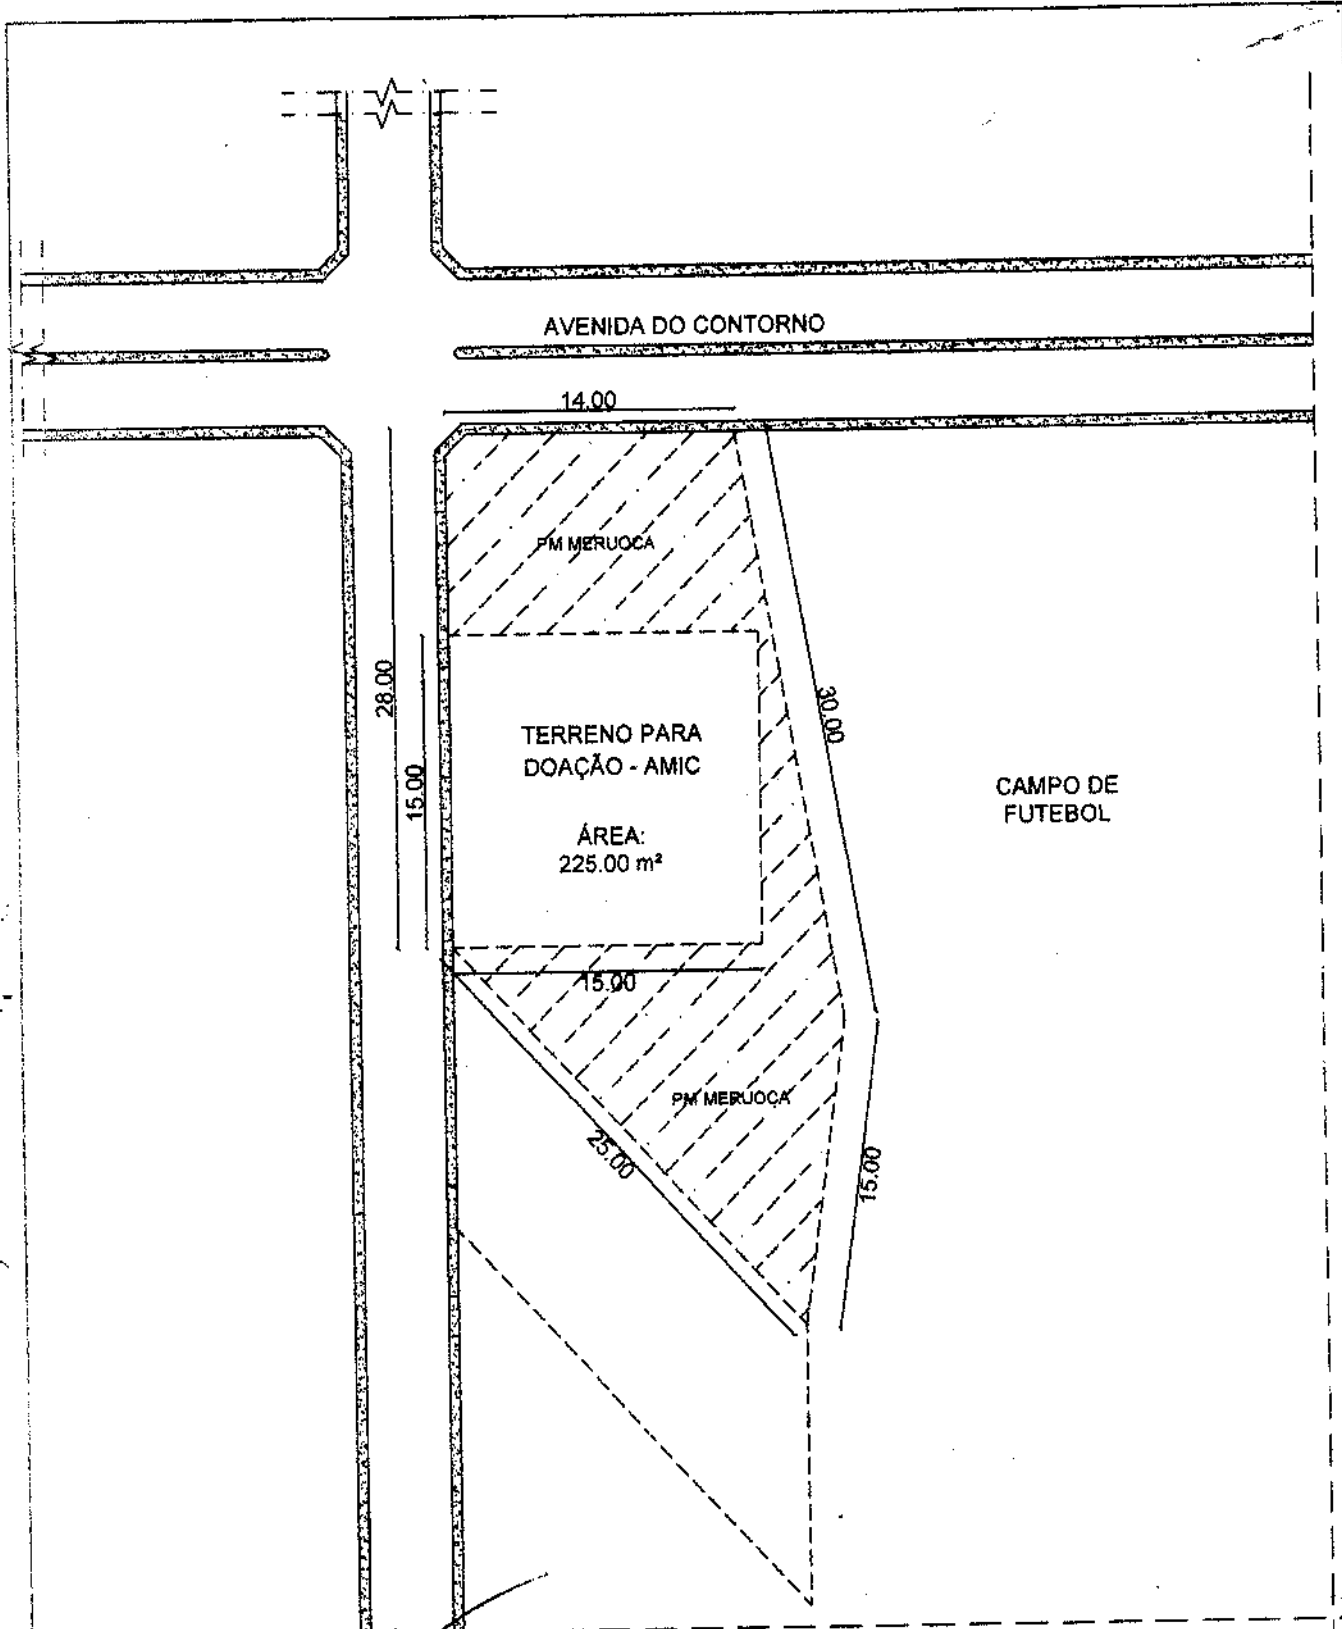 AVENIDA DO CONTORNO
14.00
PM MERUOCA
28.00
15.00
TERRENO PARA
DOAÇÃO - AMIC
ÁREA:
225.00 m²
30.00
CAMPO DE
FUTEBOL
15.00
PM MERUOCA
25.00
15.00